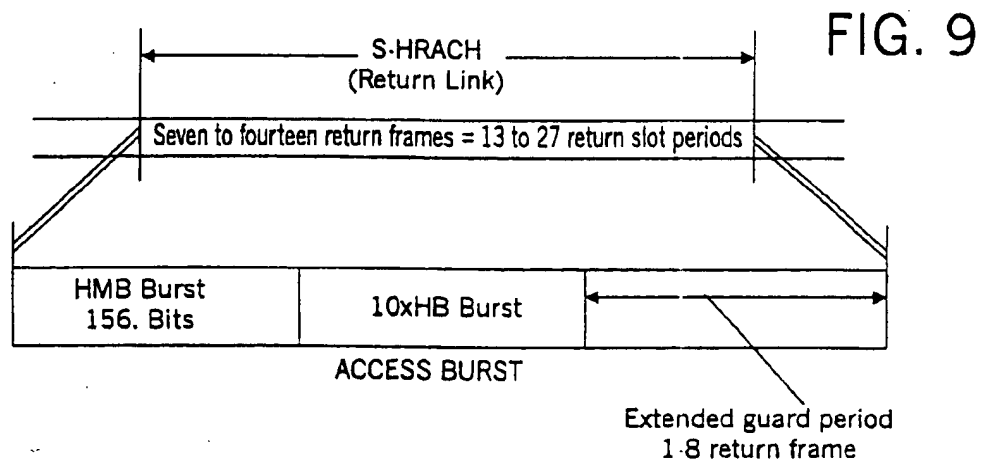 FIG. 9
S·HRACH
(Return Link)
Seven to fourteen return frames = 13 to 27 return slot periods
HMB Burst
156. Bits
10xHB Burst
ACCESS BURST
Extended guard period
1·8 return frame